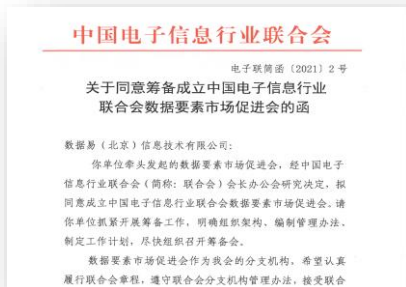 中国电子信息行业联合会
电子联简函〔2021〕2 号
关于同意筹备成立中国电子信息行业
联合会数据要素市场促进会的函
数据易（北京）信息技术有限公司：
你单位牵头发起的数据要素市场促进会，经中国电子
信息行业联合会（简称：联合会）会长办公会研究决定，拟
同意成立中国电子信息行业联合会数据要素市场促进会。请
你单位抓紧开展筹备工作，明确组织架构、编制管理办法、
制定工作计划，尽快组织召开筹备会。
数据要素市场促进会作为我会的分支机构，希望认真
履行联合会章程，遵守联合会分支机构管理办法，接受联合